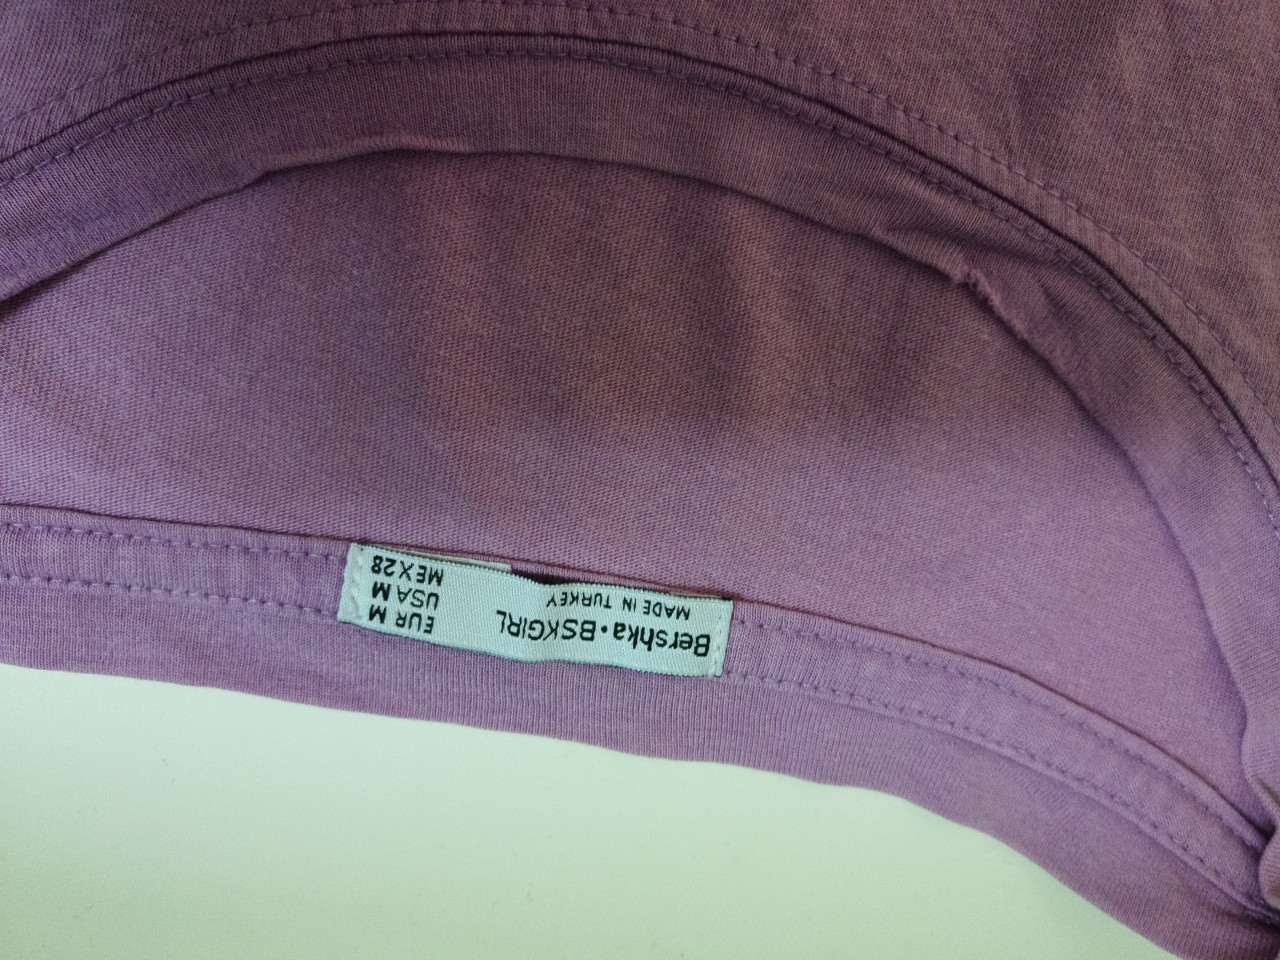 Bershka • BSKGIRL
MADE IN TURKEY
EUR M
USA M
MEX 28